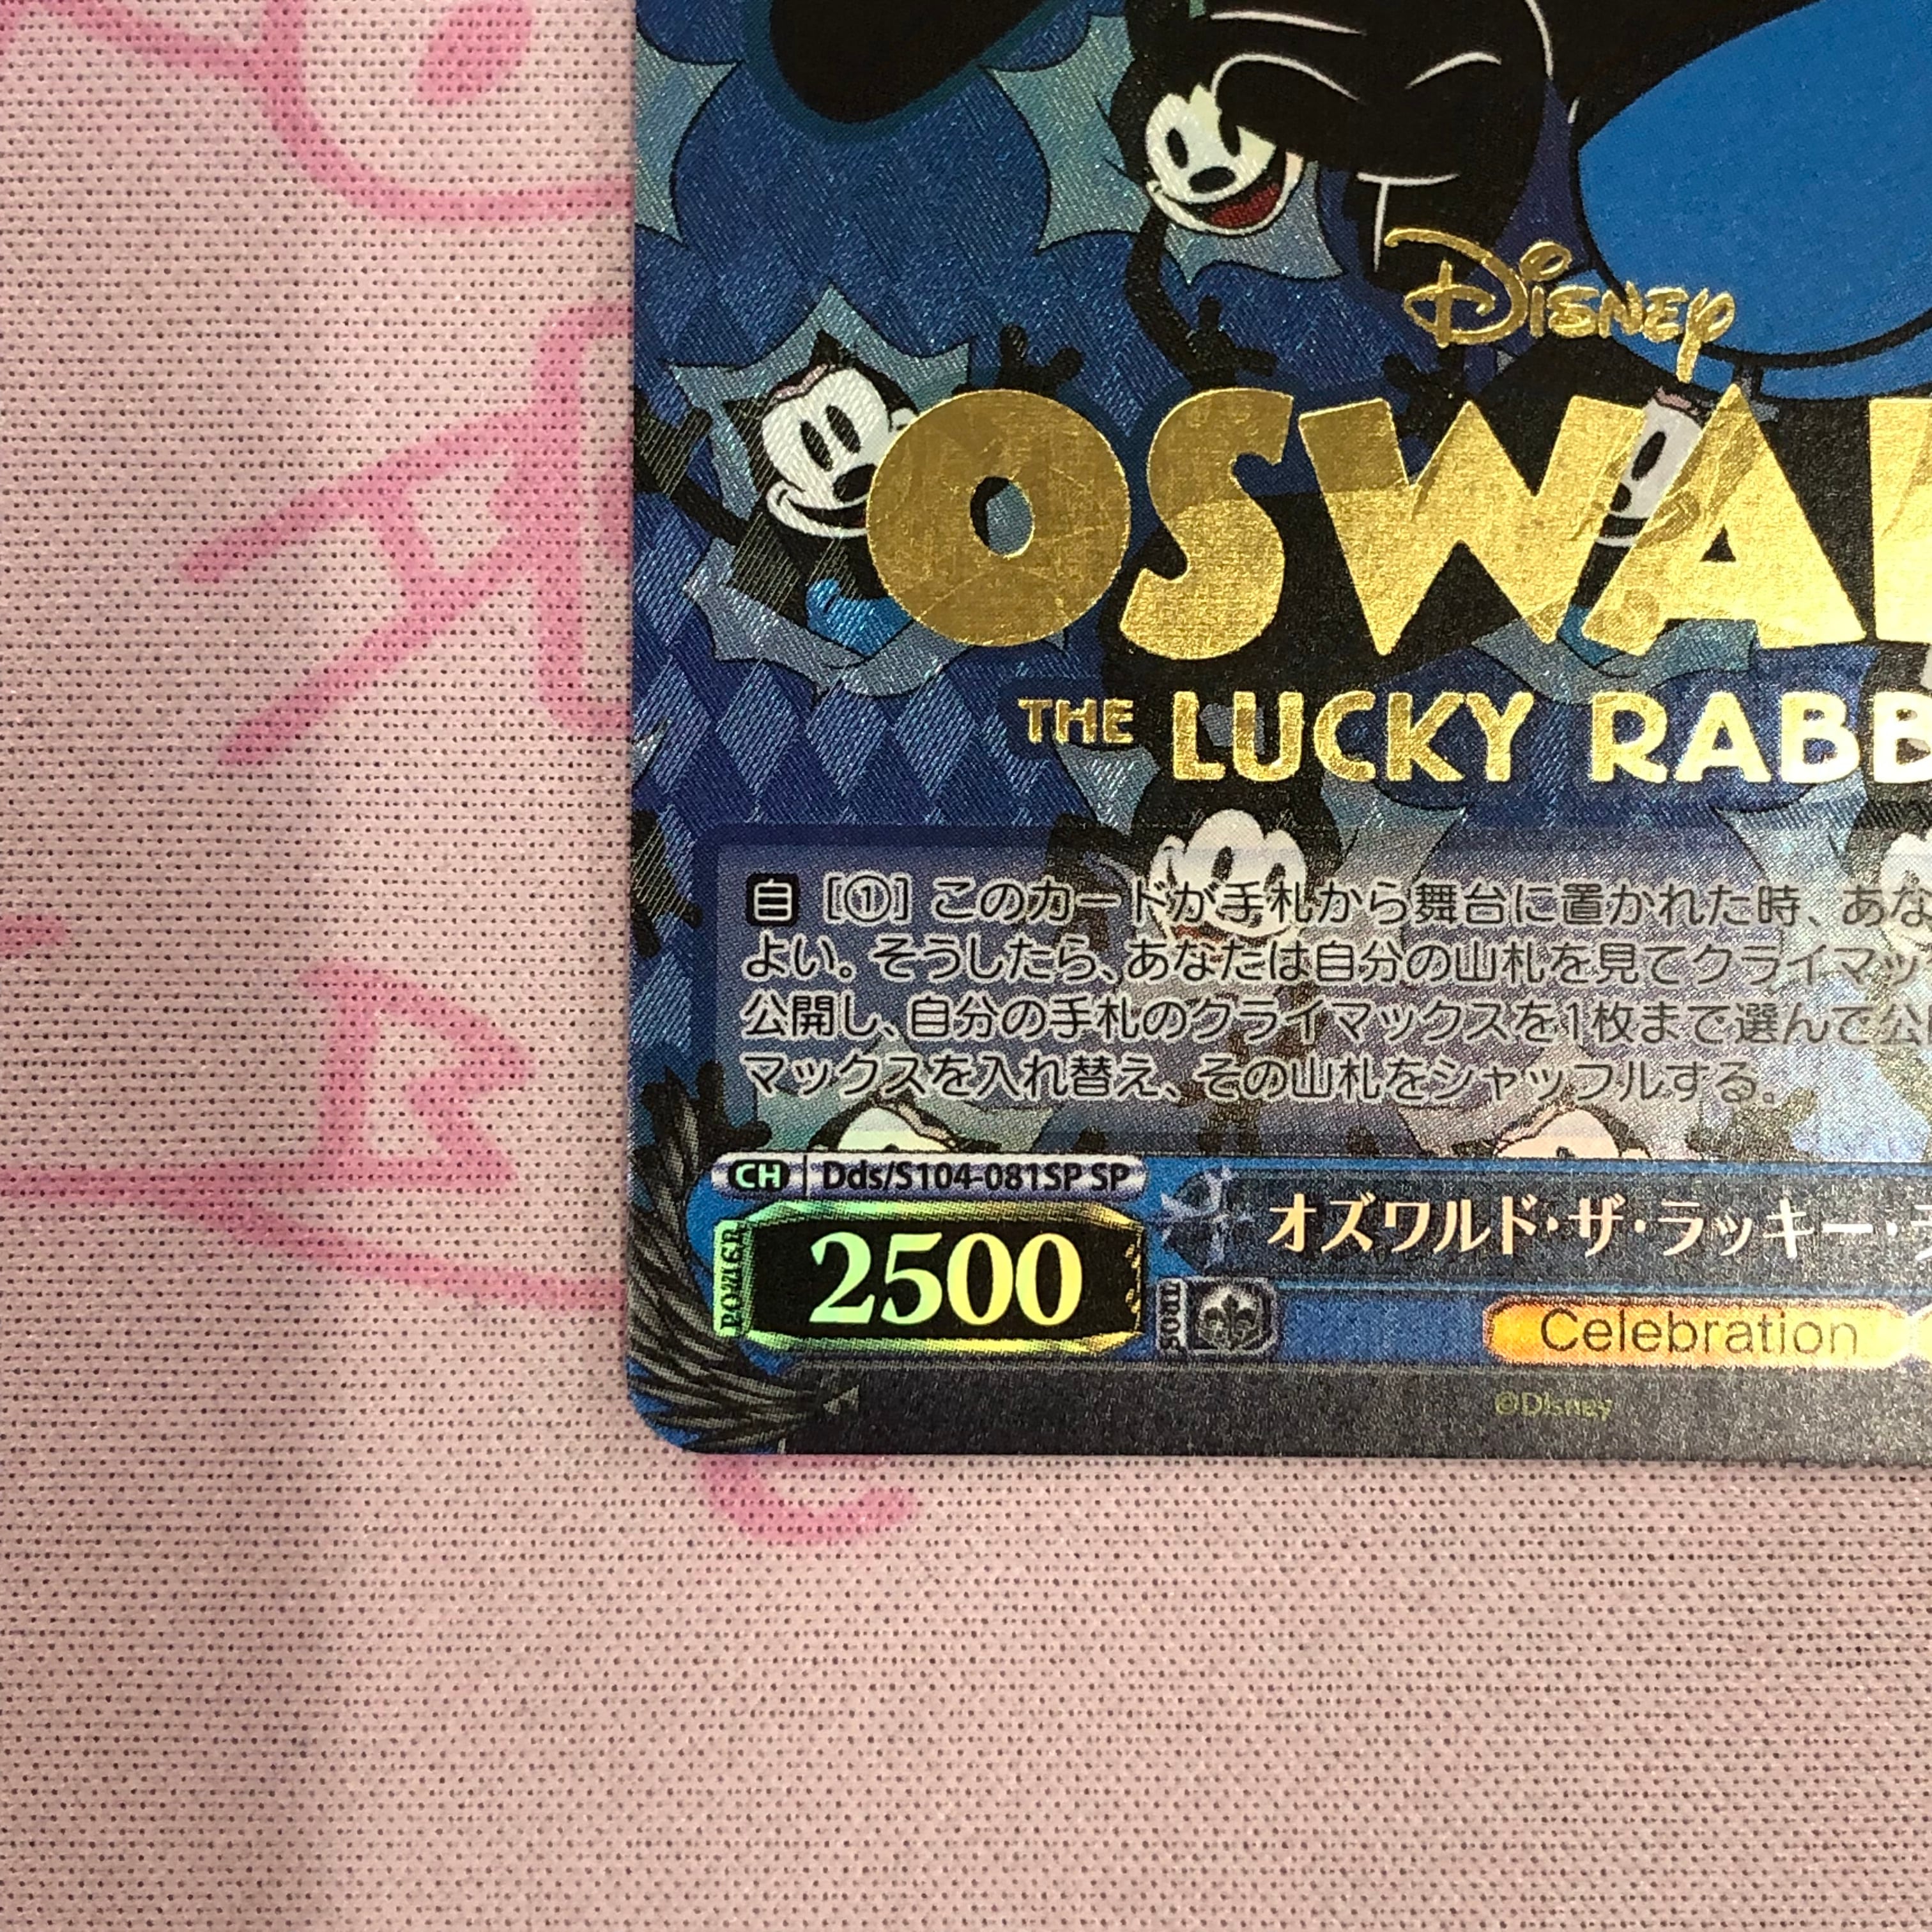 Disney
OSWA
THE LUCKY RABB
自 [①] このカードが手札から舞台に置かれた時、あな
よい。そうしたら、あなたは自分の山札を見てクライマッ
公開し、自分の手札のクライマックスを1枚まで選んで公
マックスを入れ替え、その山札をシャッフルする。
CH Dds/S104-081SP SP
POWER 2500
オズワルド・ザ・ラッキー・
SOUL
Celebration
©Disney